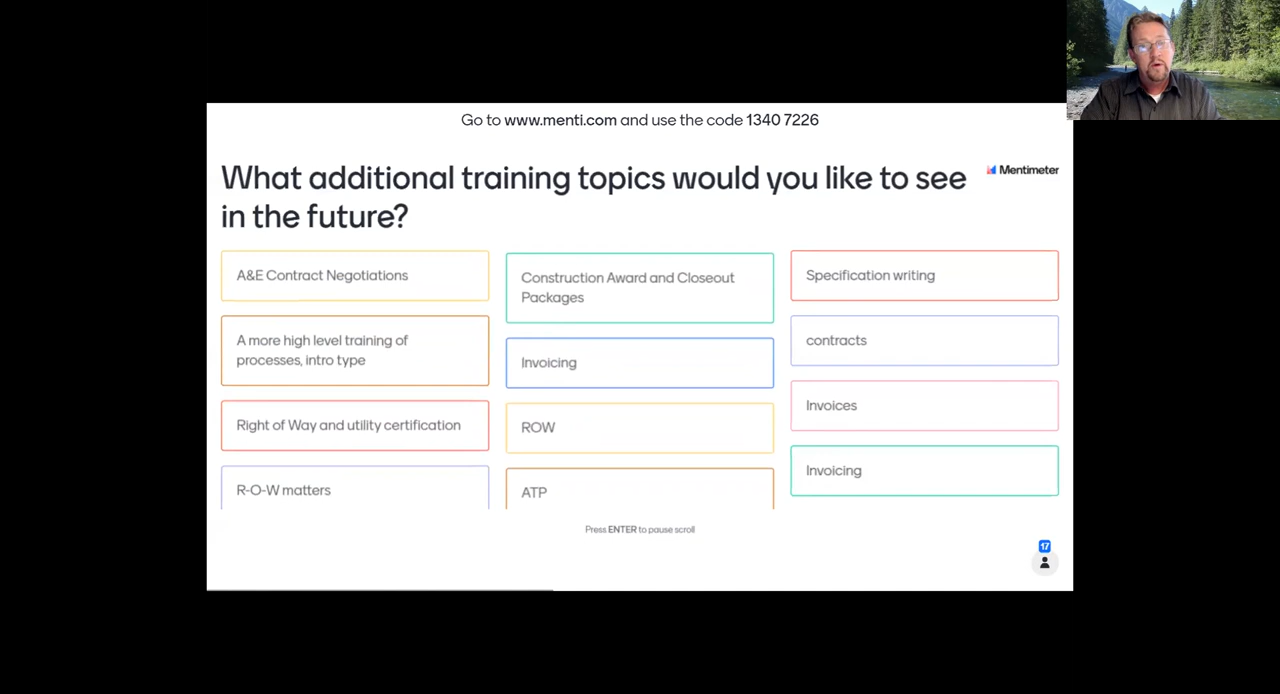 Go to www.menti.com and use the code 1340 7226
What additional training topics would you like to see
in the future?
Mentimeter
A&E Contract Negotiations
A more high level training of
processes, intro type
Right of Way and utility certification
R-O-W matters
Construction Award and Closeout
Packages
Invoicing
ROW
ATP
Specification writing
contracts
Invoices
Invoicing
Press ENTER to pause scroll
17